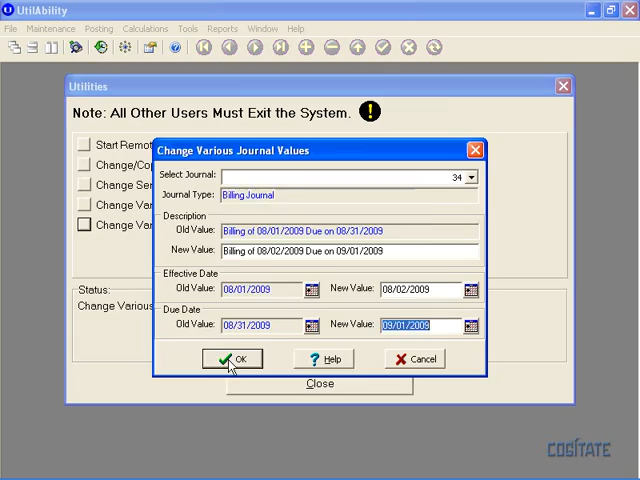 UtilAbility
File Maintenance Posting Calculations Tools Reports Window Help
Utilities
Note: All Other Users Must Exit the System.
Start Remot
Change/Cop
Change Ser
Change Var
Change Var
Status:
Change Various
Change Various Journal Values
Select Journal: 34
Journal Type: Billing Journal
Description
Old Value: Billing of 08/01/2009 Due on 08/31/2009
New Value: Billing of 08/02/2009 Due on 09/01/2009
Effective Date
Old Value: 08/01/2009 New Value: 08/02/2009
Due Date
Old Value: 08/31/2009 New Value: 09/01/2009
OK Help Cancel
Close
COGITATE